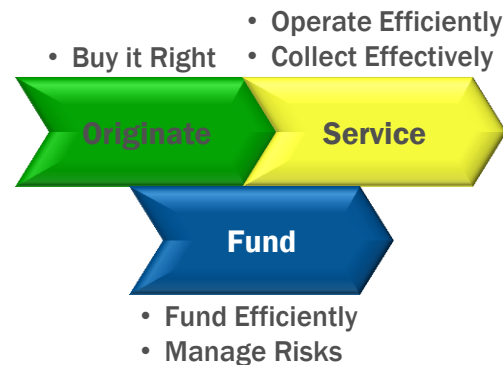 • Operate Efficiently
• Buy it Right
• Collect Effectively
Originate
Service
Fund
• Fund Efficiently
• Manage Risks